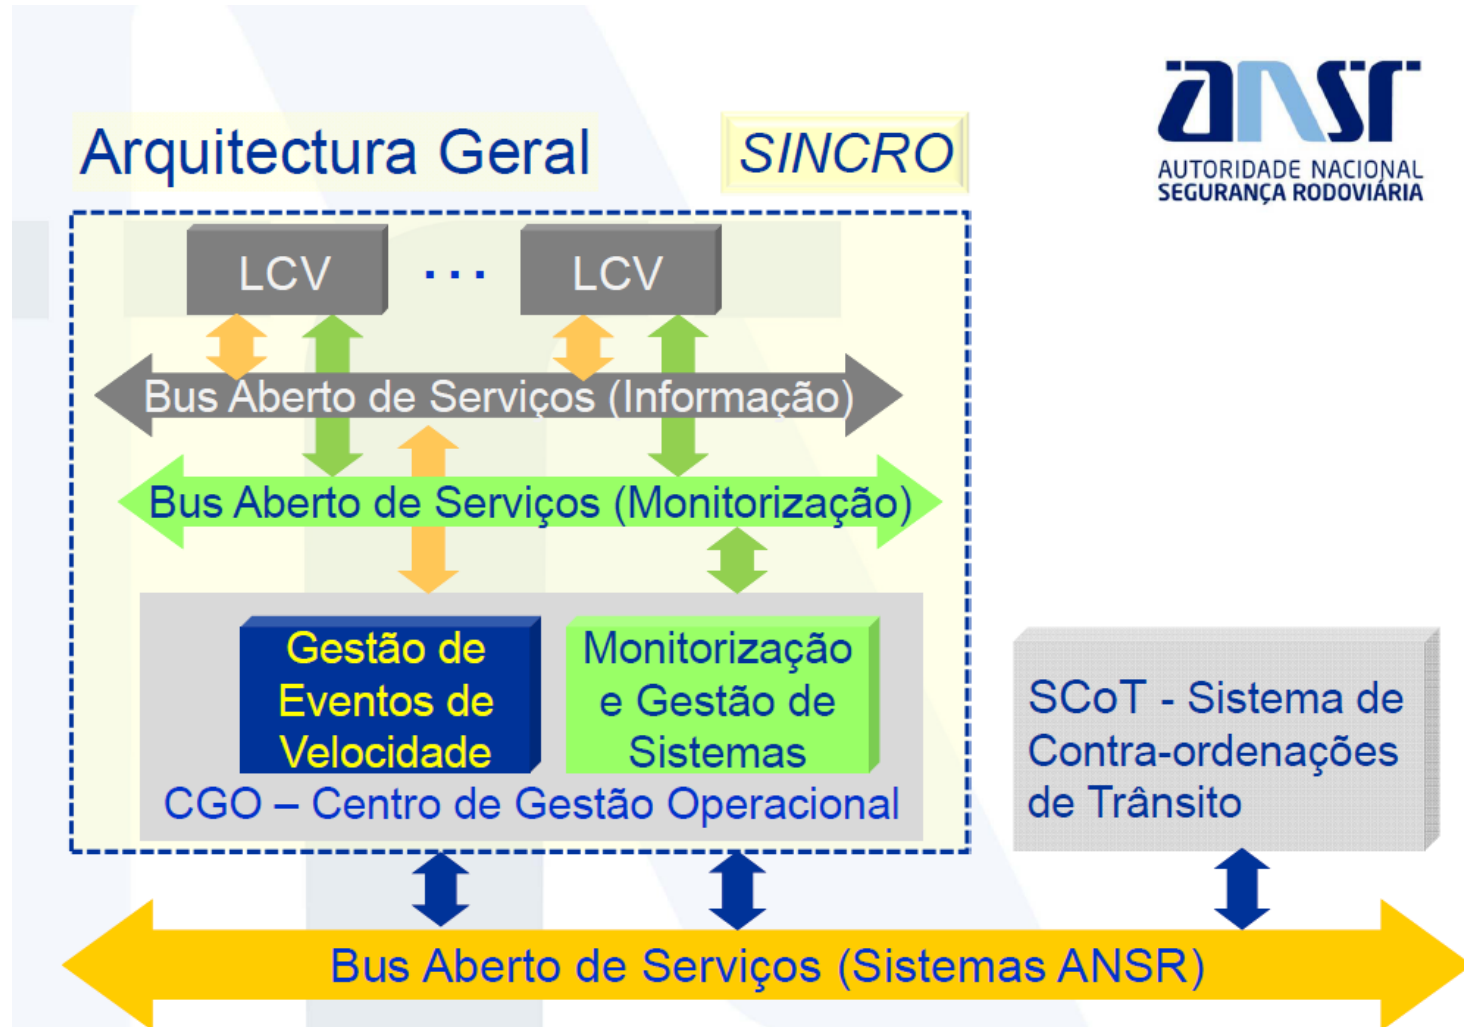 ansr
AUTORIDADE NACIONAL
SEGURANÇA RODOVIÁRIA
Arquitectura Geral
SINCRO
LCV
...
LCV
Bus Aberto de Serviços (Informação)
Bus Aberto de Serviços (Monitorização)
Gestão de
Eventos de
Velocidade
Monitorização
e Gestão de
Sistemas
CGO – Centro de Gestão Operacional
SCoT - Sistema de
Contra-ordenações
de Trânsito
Bus Aberto de Serviços (Sistemas ANSR)